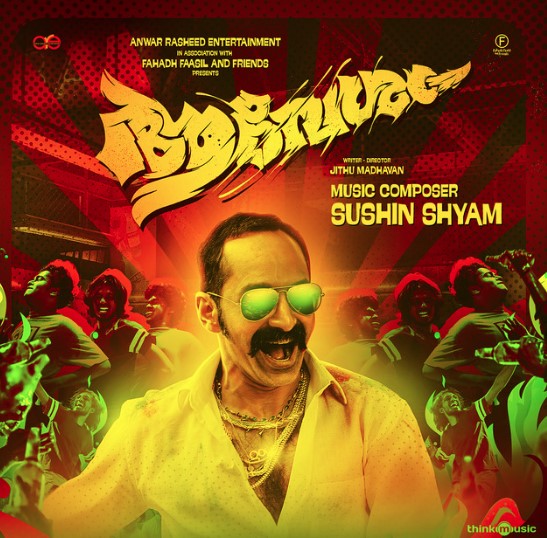 ANWAR RASHEED ENTERTAINMENT
IN ASSOCIATION WITH
FAHADH FAASIL AND FRIENDS
PRESENTS
ആവേശം
WRITER - DIRECTOR
JITHU MADHAVAN
MUSIC COMPOSER
SUSHIN SHYAM
think music